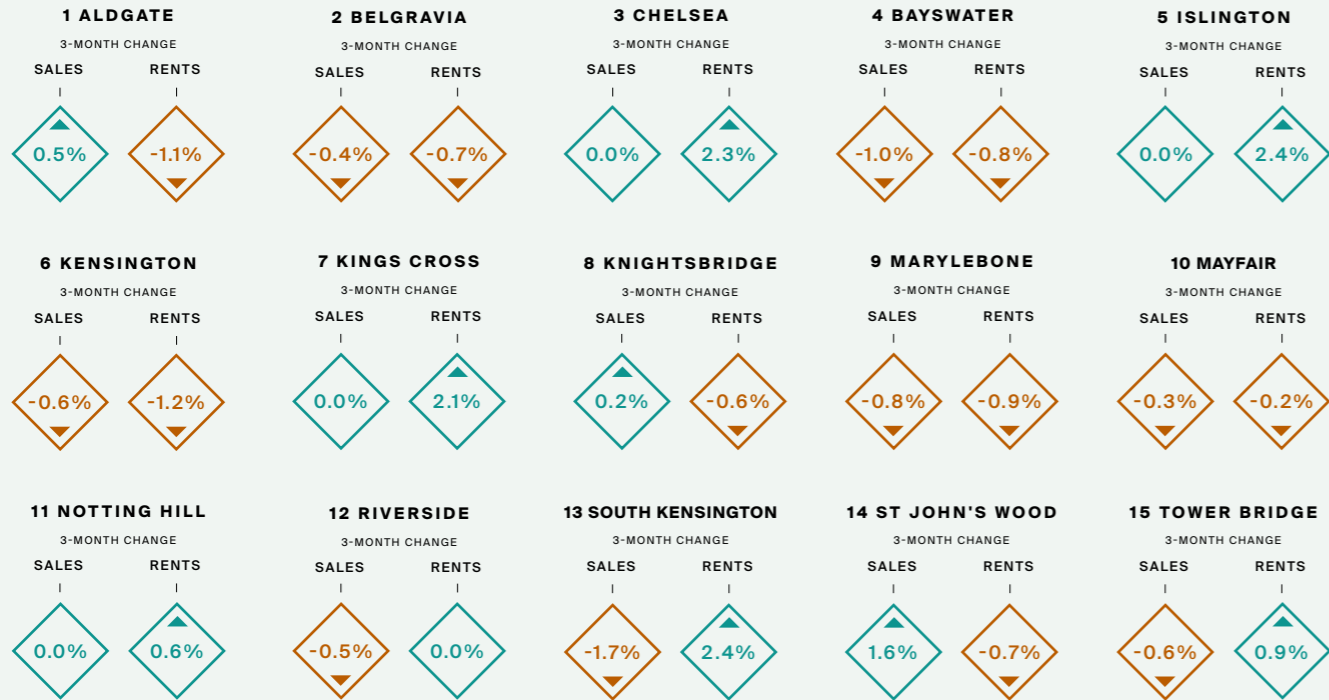 1 ALDGATE
3-MONTH CHANGE
SALES RENTS
0.5% -1.1%
2 BELGRAVIA
3-MONTH CHANGE
SALES RENTS
-0.4% -0.7%
3 CHELSEA
3-MONTH CHANGE
SALES RENTS
0.0% 2.3%
4 BAYSWATER
3-MONTH CHANGE
SALES RENTS
-1.0% -0.8%
5 ISLINGTON
3-MONTH CHANGE
SALES RENTS
0.0% 2.4%
6 KENSINGTON
3-MONTH CHANGE
SALES RENTS
-0.6% -1.2%
7 KINGS CROSS
3-MONTH CHANGE
SALES RENTS
0.0% 2.1%
8 KNIGHTSBRIDGE
3-MONTH CHANGE
SALES RENTS
0.2% -0.6%
9 MARYLEBONE
3-MONTH CHANGE
SALES RENTS
-0.8% -0.9%
10 MAYFAIR
3-MONTH CHANGE
SALES RENTS
-0.3% -0.2%
11 NOTTING HILL
3-MONTH CHANGE
SALES RENTS
0.0% 0.6%
12 RIVERSIDE
3-MONTH CHANGE
SALES RENTS
-0.5% 0.0%
13 SOUTH KENSINGTON
3-MONTH CHANGE
SALES RENTS
-1.7% 2.4%
14 ST JOHN'S WOOD
3-MONTH CHANGE
SALES RENTS
1.6% -0.7%
15 TOWER BRIDGE
3-MONTH CHANGE
SALES RENTS
-0.6% 0.9%